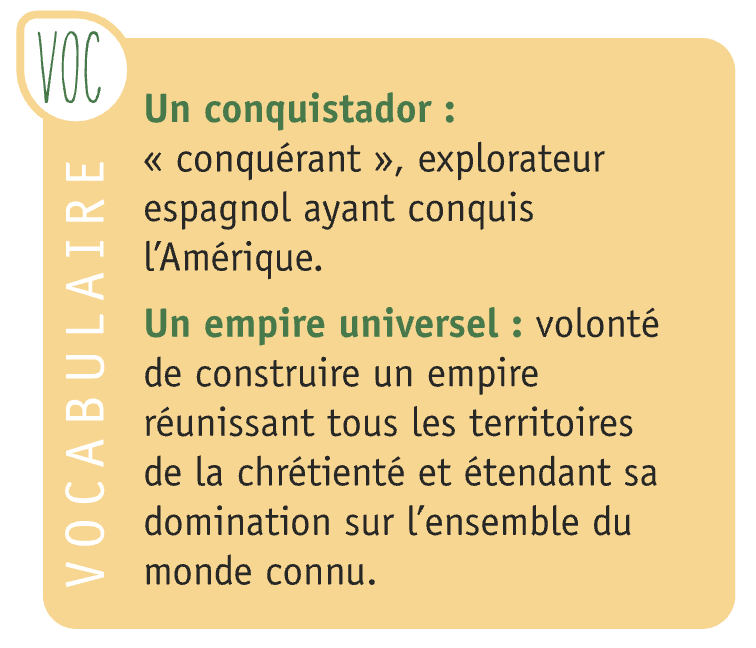 VOC
VOCABULAIRE
Un conquistador :
« conquérant », explorateur
espagnol ayant conquis
l’Amérique.
Un empire universel : volonté
de construire un empire
réunissant tous les territoires
de la chrétienté et étendant sa
domination sur l’ensemble du
monde connu.